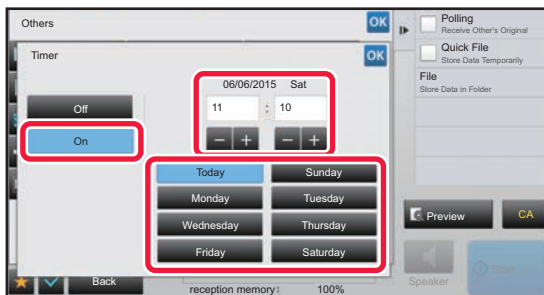 Others
OK
Timer
OK
06/06/2015 Sat
11 : 10
Off
On
Today
Sunday
Monday
Tuesday
Wednesday
Thursday
Friday
Saturday
Back
reception memory: 100%
Polling
Receive Other's Original
Quick File
Store Data Temporarily
File
Store Data in Folder
Preview
CA
Speaker
Start